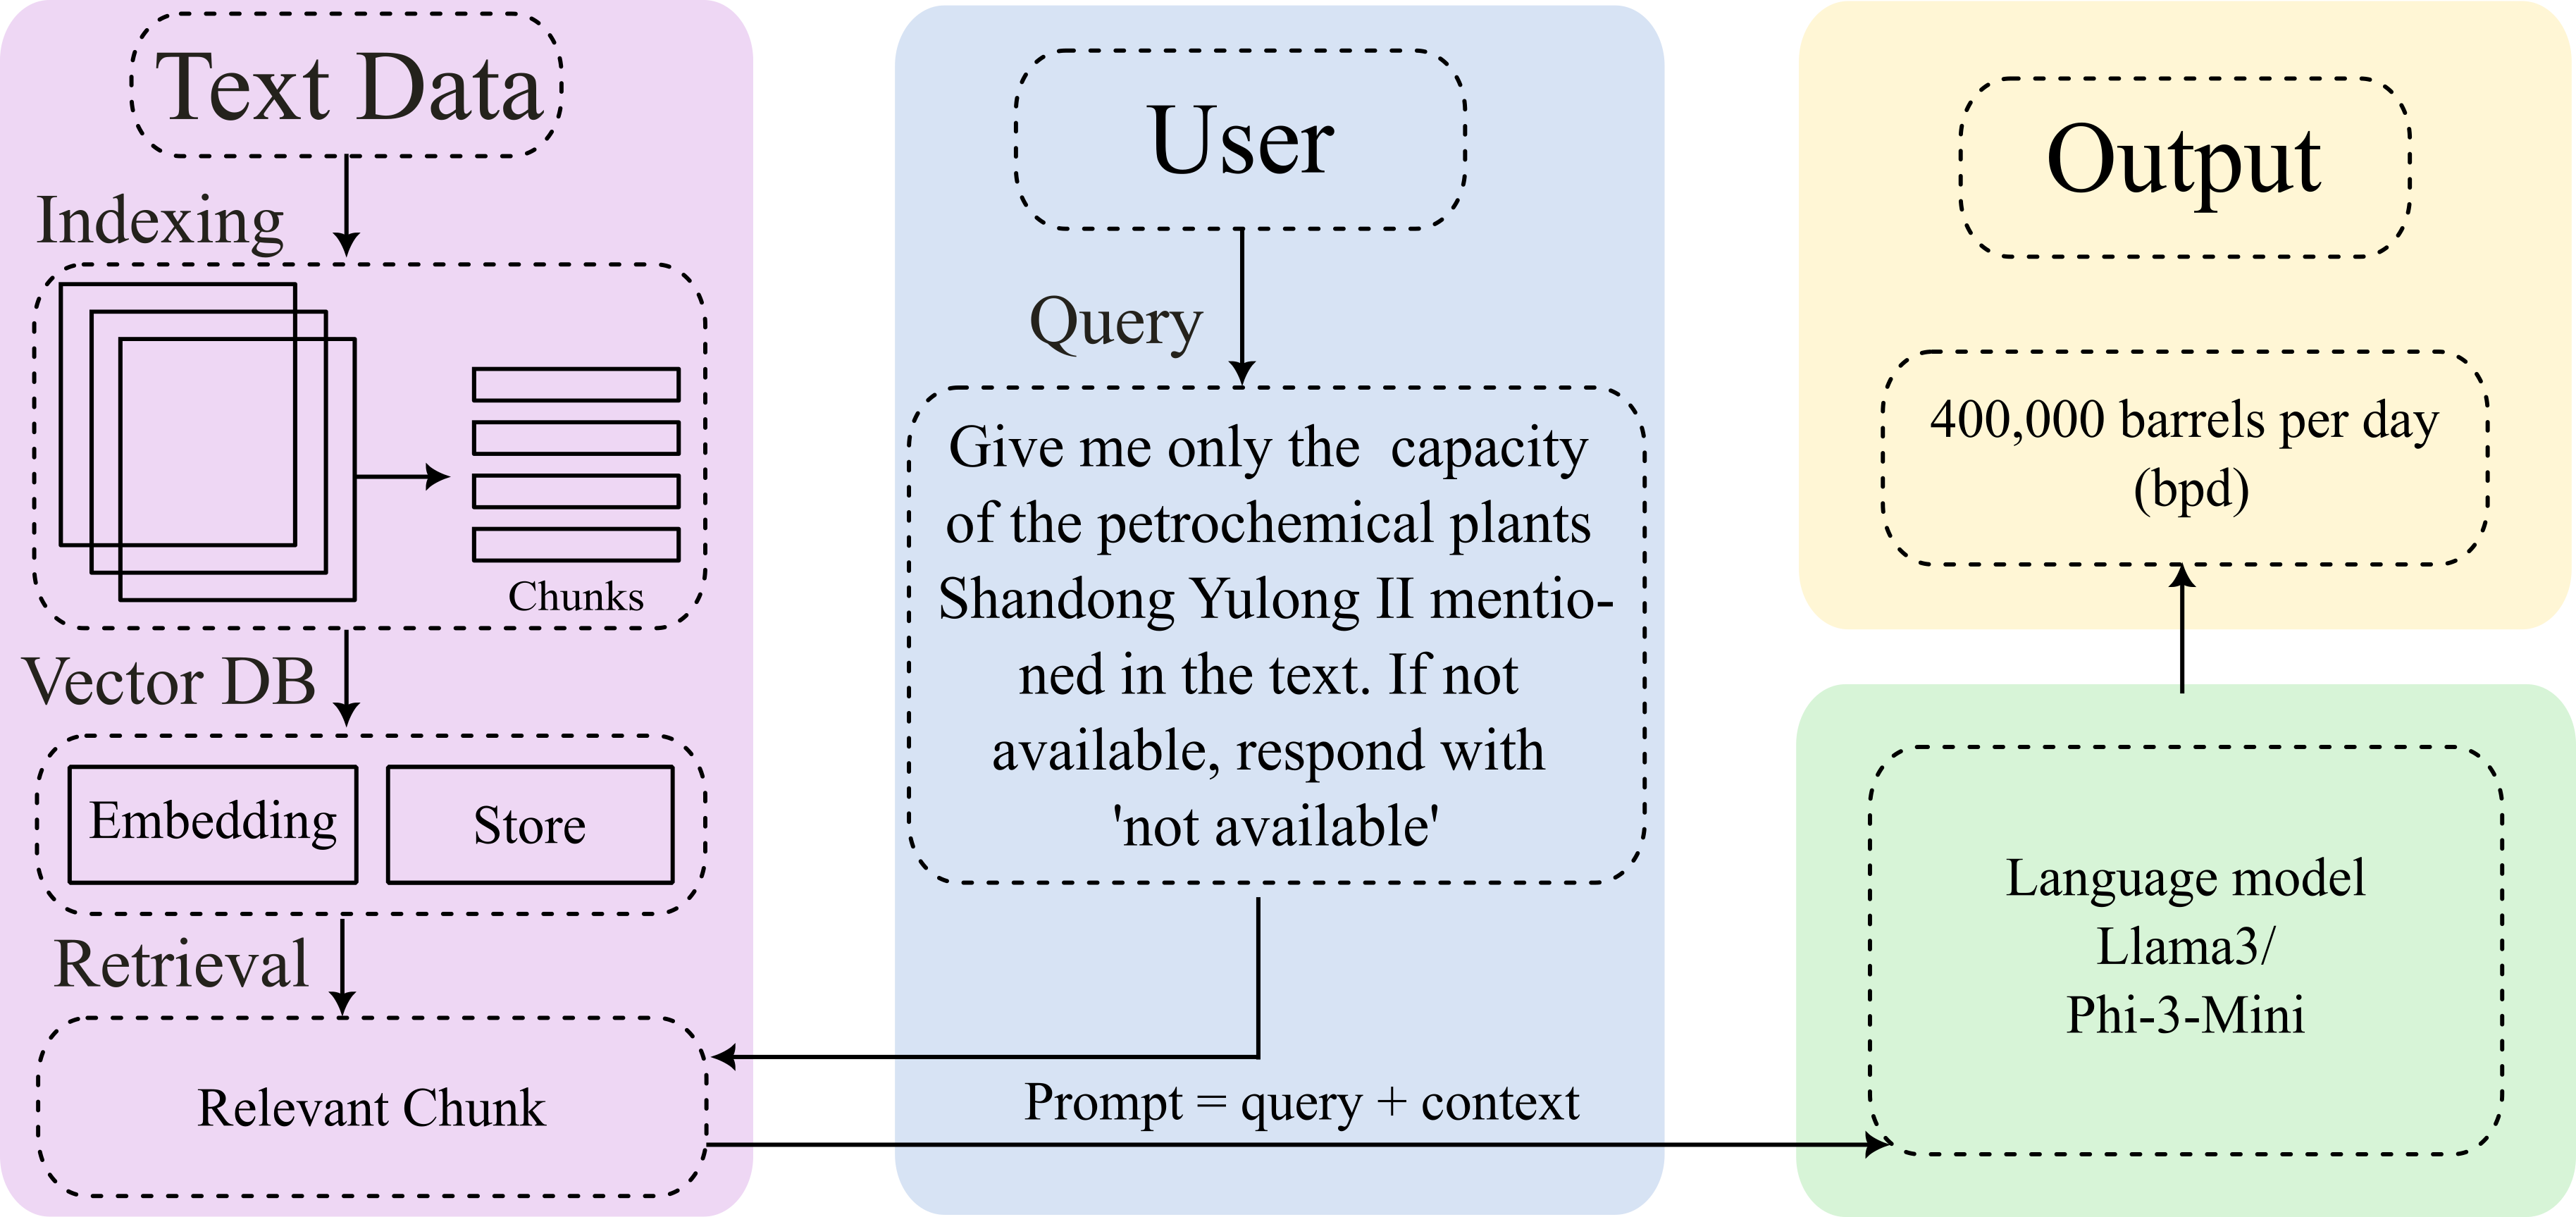 Text Data
Indexing
Chunks
Vector DB
Embedding
Store
Retrieval
Relevant Chunk
User
Query
Give me only the capacity
of the petrochemical plants
Shandong Yulong II mentio-
ned in the text. If not
available, respond with
'not available'
Prompt = query + context
Output
400,000 barrels per day
(bpd)
Language model
Llama3/
Phi-3-Mini